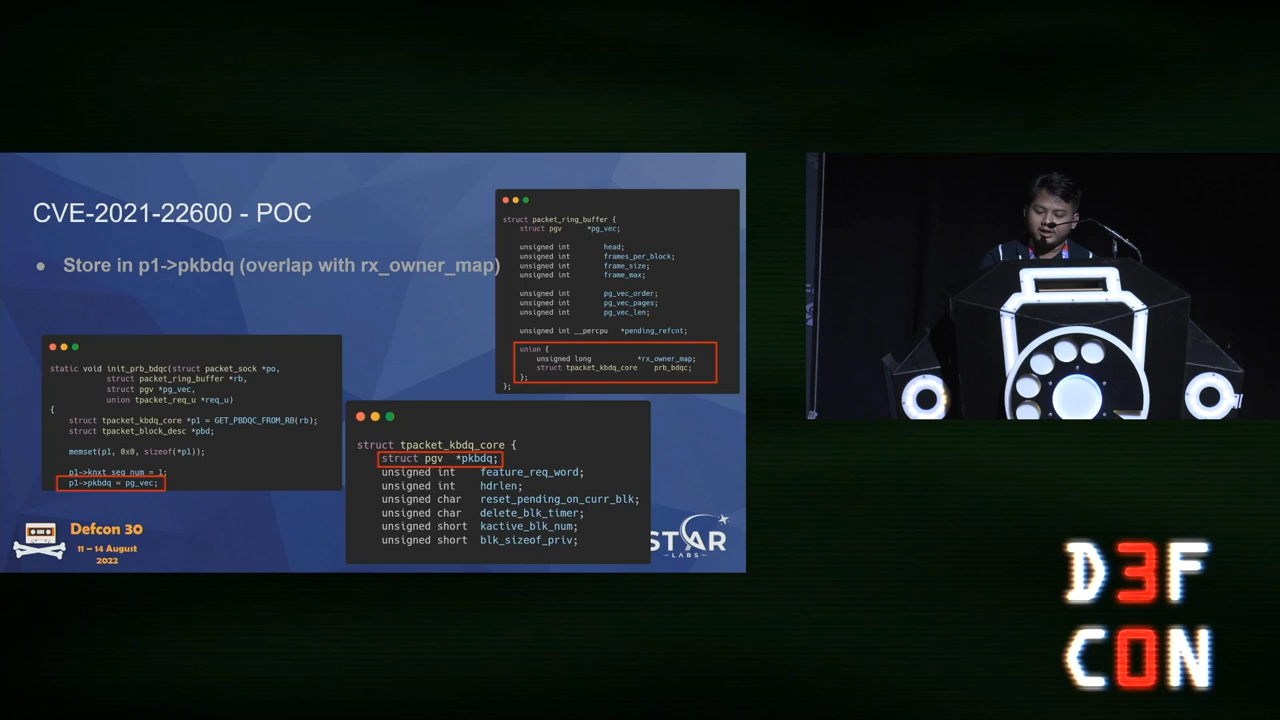 CVE-2021-22600 - POC
● Store in p1->pkbdq (overlap with rx_owner_map)
struct packet_ring_buffer {
struct pgv *pg_vec;
unsigned int head;
unsigned int frames_per_block;
unsigned int frame_size;
unsigned int frame_max;
unsigned int pg_vec_order;
unsigned int pg_vec_pages;
unsigned int pg_vec_len;
unsigned int __percpu *pending_refcnt;
union {
unsigned long *rx_owner_map;
struct tpacket_kbdq_core prb_bdqc;
};
};
static void init_prb_bdqc(struct packet_sock *po,
struct packet_ring_buffer *rb,
struct pgv *pg_vec,
union tpacket_req_u *req_u)
{
struct tpacket_kbdq_core *p1 = GET_PBDQC_FROM_RB(rb);
struct tpacket_block_desc *pbd;
memset(p1, 0x0, sizeof(*p1));
p1->knxt_seq_num = 1;
p1->pkbdq = pg_vec;
struct tpacket_kbdq_core {
struct pgv *pkbdq;
unsigned int feature_req_word;
unsigned int hdrlen;
unsigned char reset_pending_on_curr_blk;
unsigned char delete_blk_timer;
unsigned short kactive_blk_num;
unsigned short blk_sizeof_priv;
Defcon 30
11 – 14 August
2022
STAR
LABS
D3F
C0N